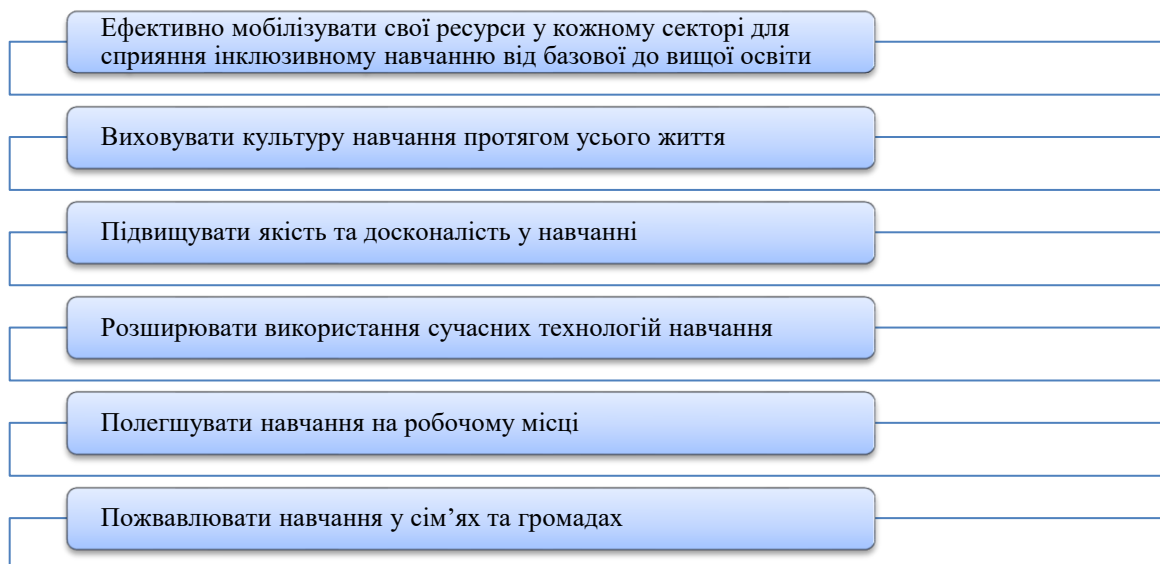 Ефективно мобілізувати свої ресурси у кожному секторі для
сприяння інклюзивному навчанню від базової до вищої освіти
Виховувати культуру навчання протягом усього життя
Підвищувати якість та досконалість у навчанні
Розширювати використання сучасних технологій навчання
Полегшувати навчання на робочому місці
Пожвавлювати навчання у сім’ях та громадах